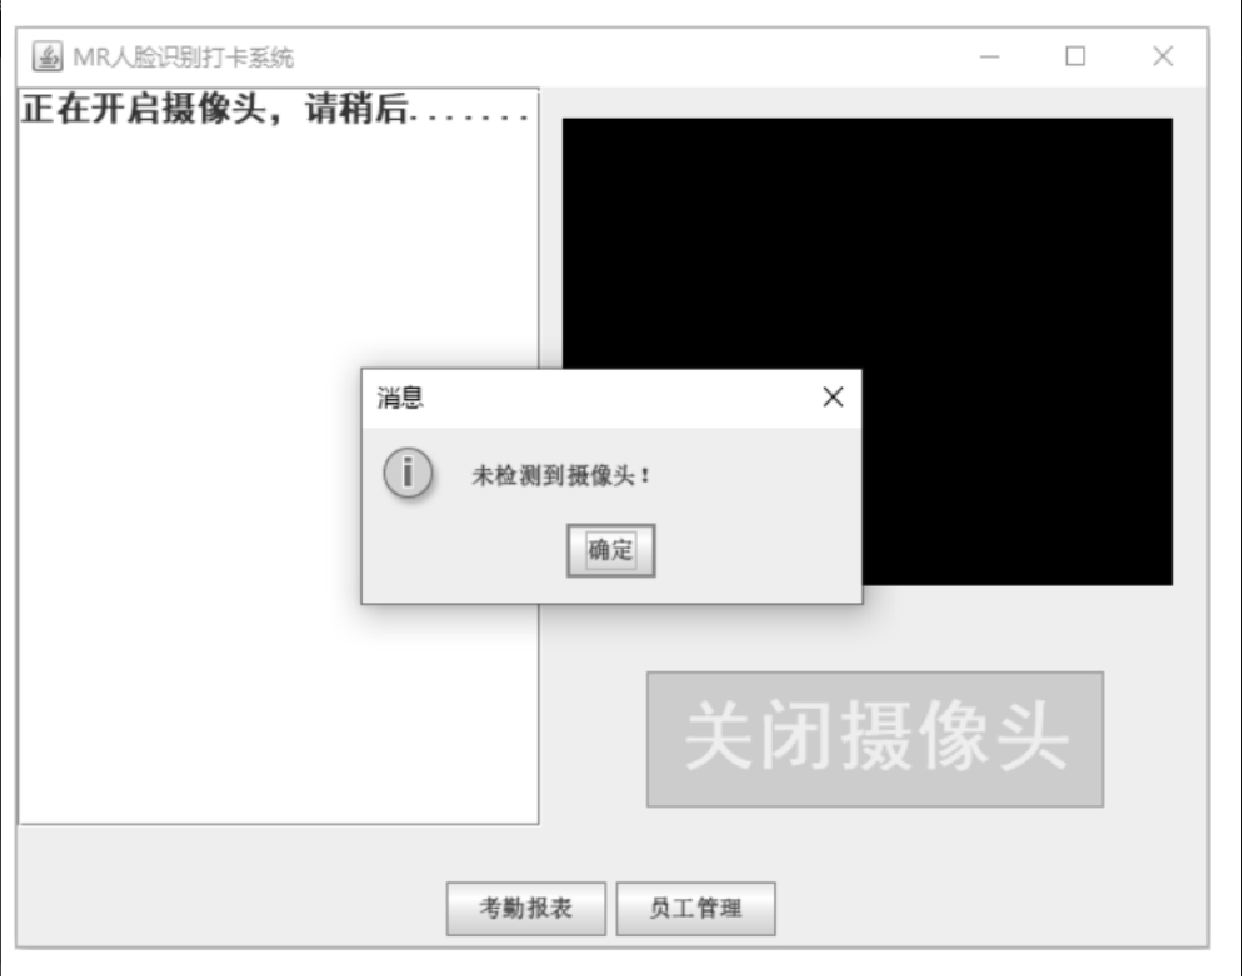 MR人脸识别打卡系统
正在开启摄像头，请稍后.......
消息
未检测到摄像头！
确定
关闭摄像头
考勤报表
员工管理